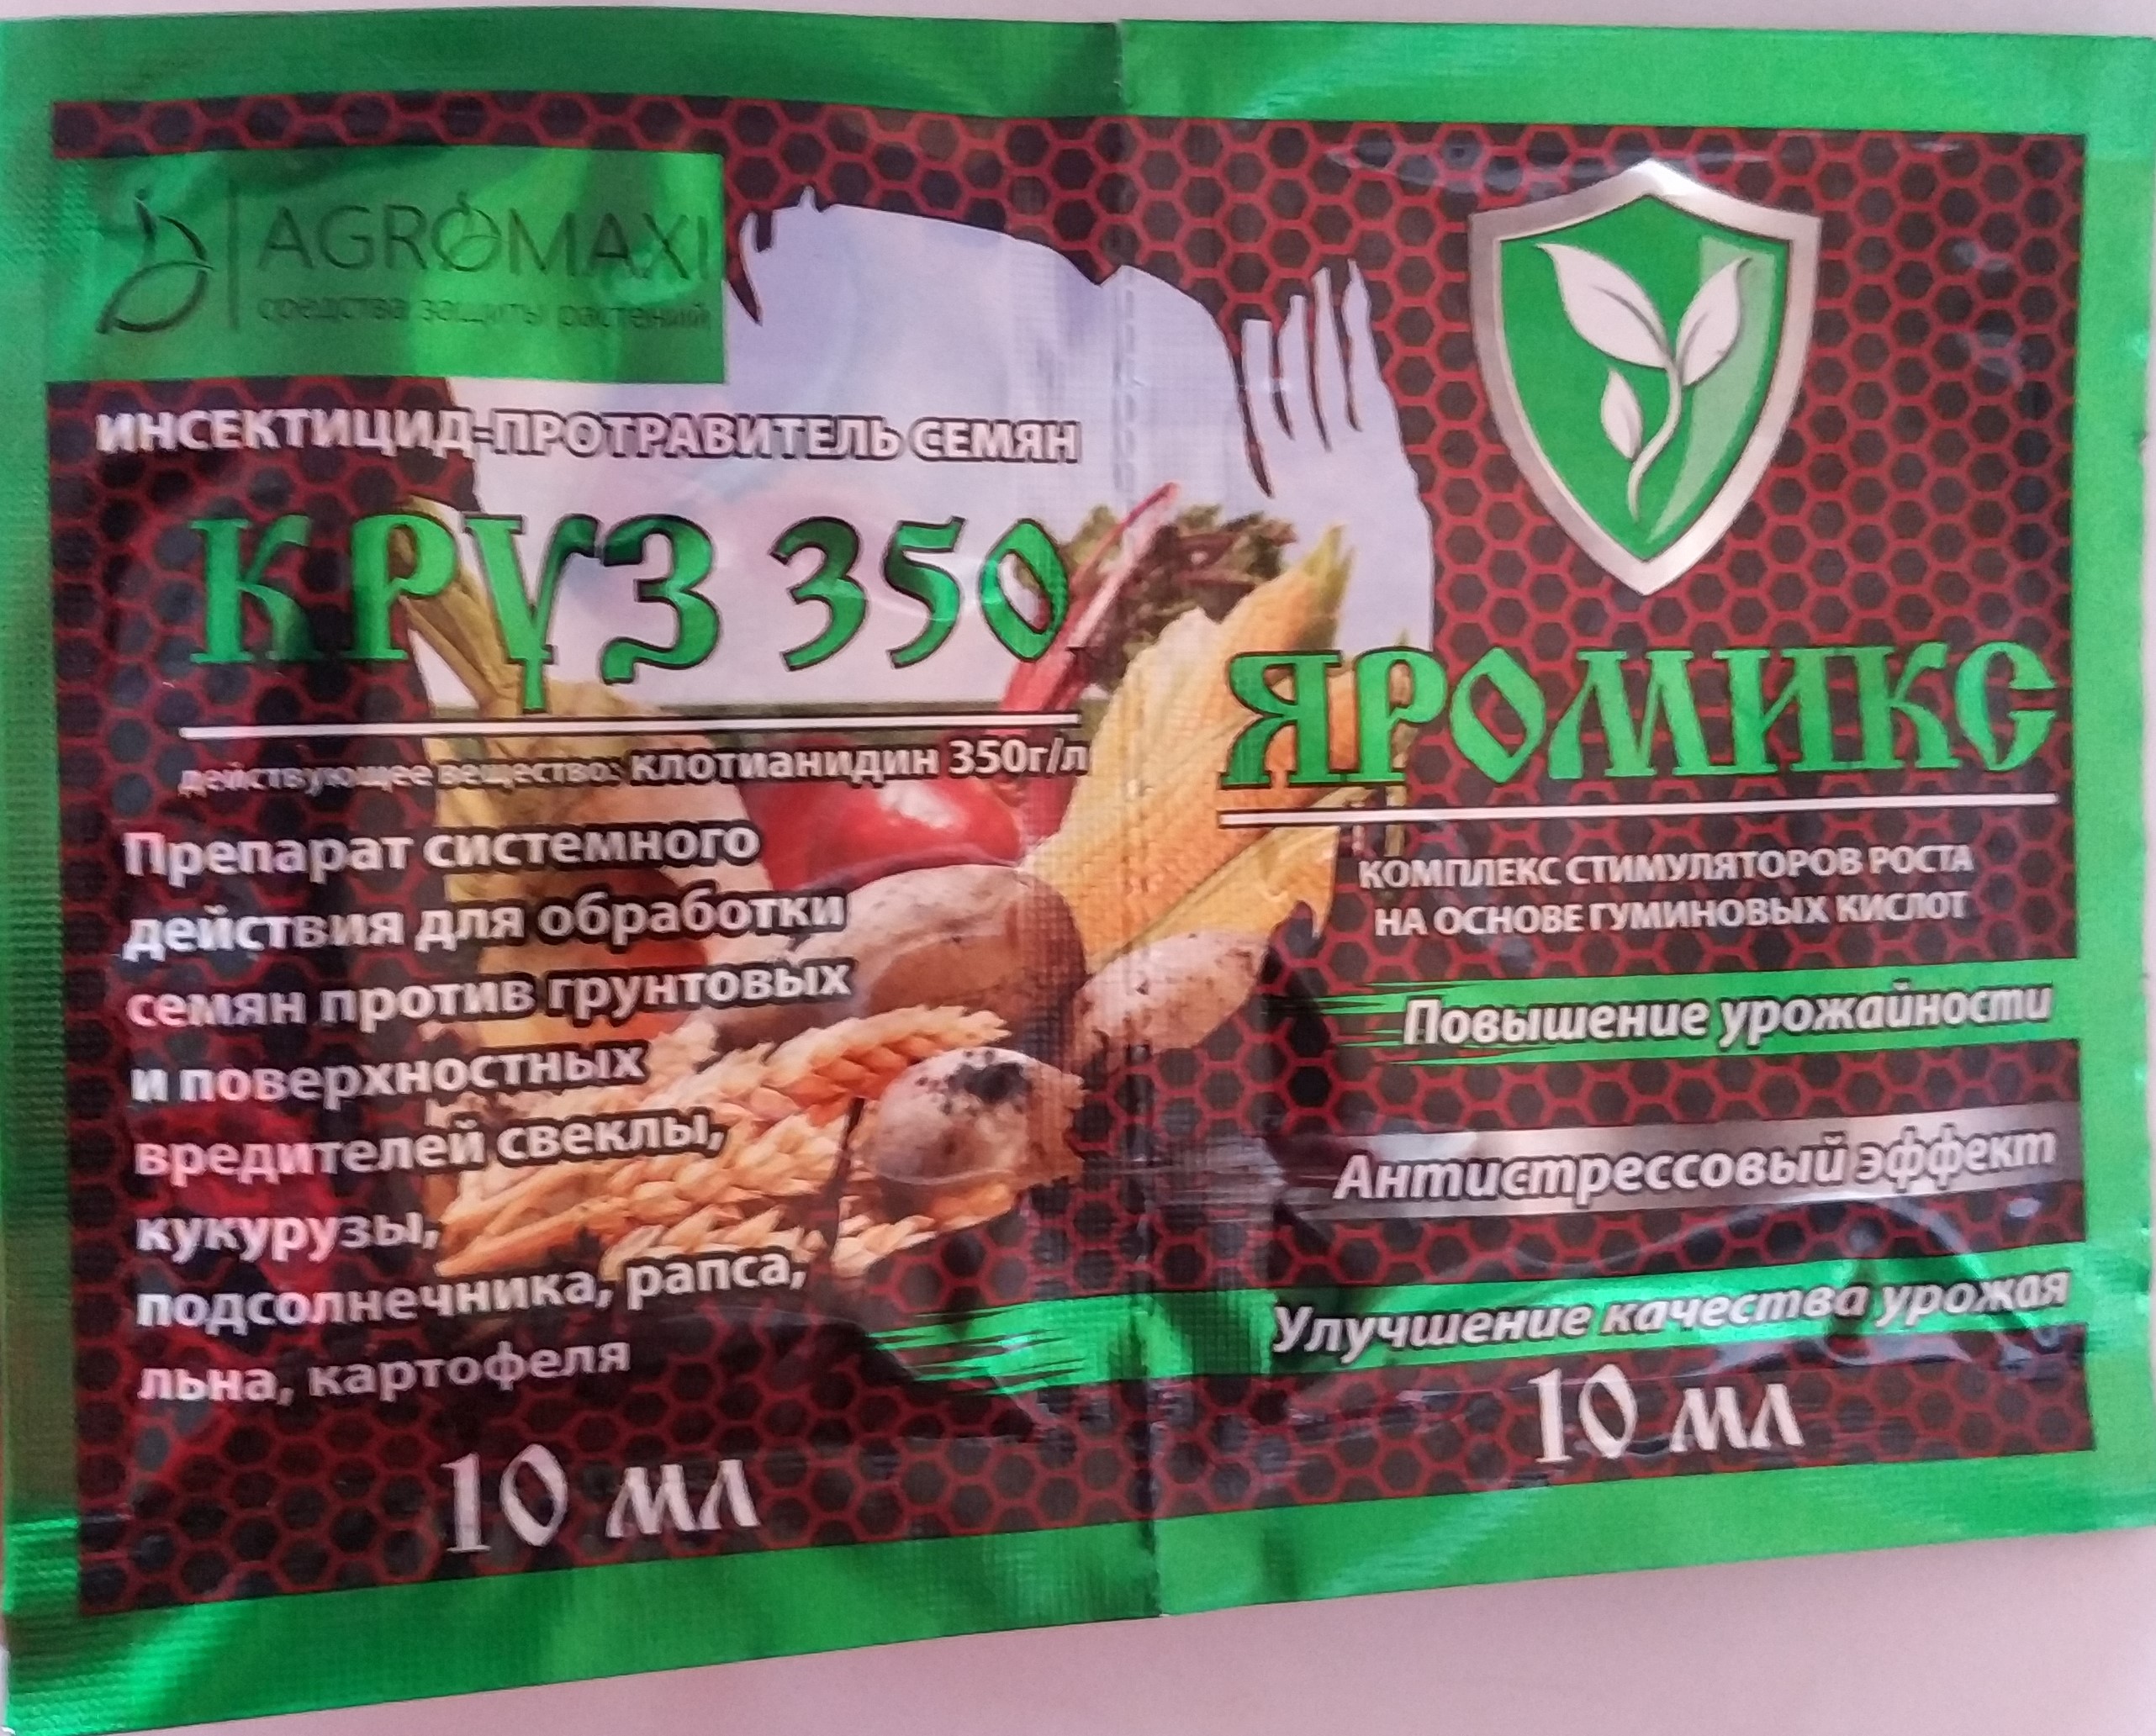 AGROMAXI
средства защиты растений
ИНСЕКТИЦИД-ПРОТРАВИТЕЛЬ СЕМЯН
КРУЗ 350
действующее вещество: клотианидин 350г/л
Препарат системного
действия для обработки
семян против грунтовых
и поверхностных
вредителей свеклы,
кукурузы,
подсолнечника, рапса,
льна, картофеля
10 мл
ЯРОМИКС
КОМПЛЕКС СТИМУЛЯТОРОВ РОСТА
НА ОСНОВЕ ГУМИНОВЫХ КИСЛОТ
Повышение урожайности
Антистрессовый эффект
Улучшение качества урожая
10 мл